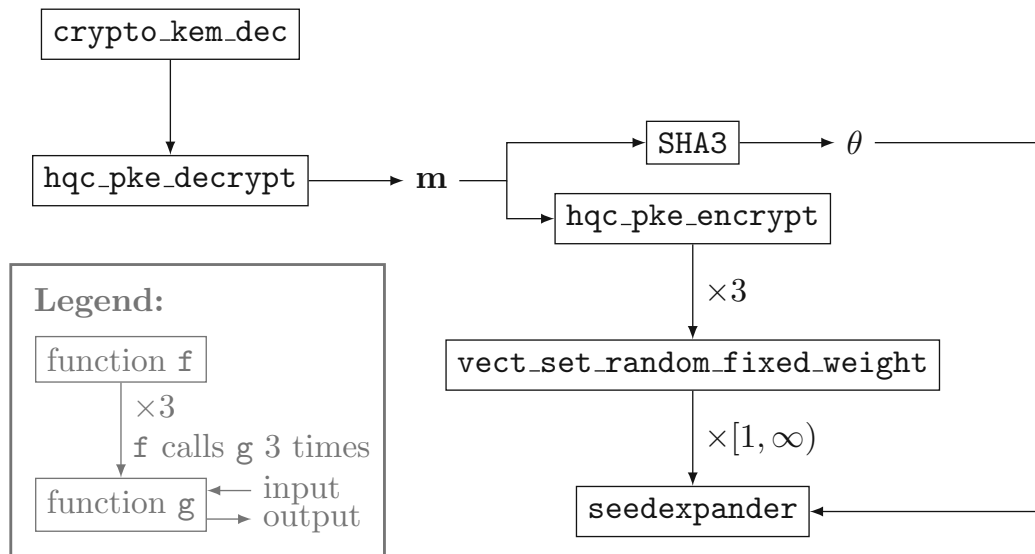 crypto_kem_dec
hqc_pke_decrypt
m
SHA3
θ
hqc_pke_encrypt
×3
vect_set_random_fixed_weight
×[1, ∞)
seedexpander
Legend:
function f
×3
f calls g 3 times
function g
input
output